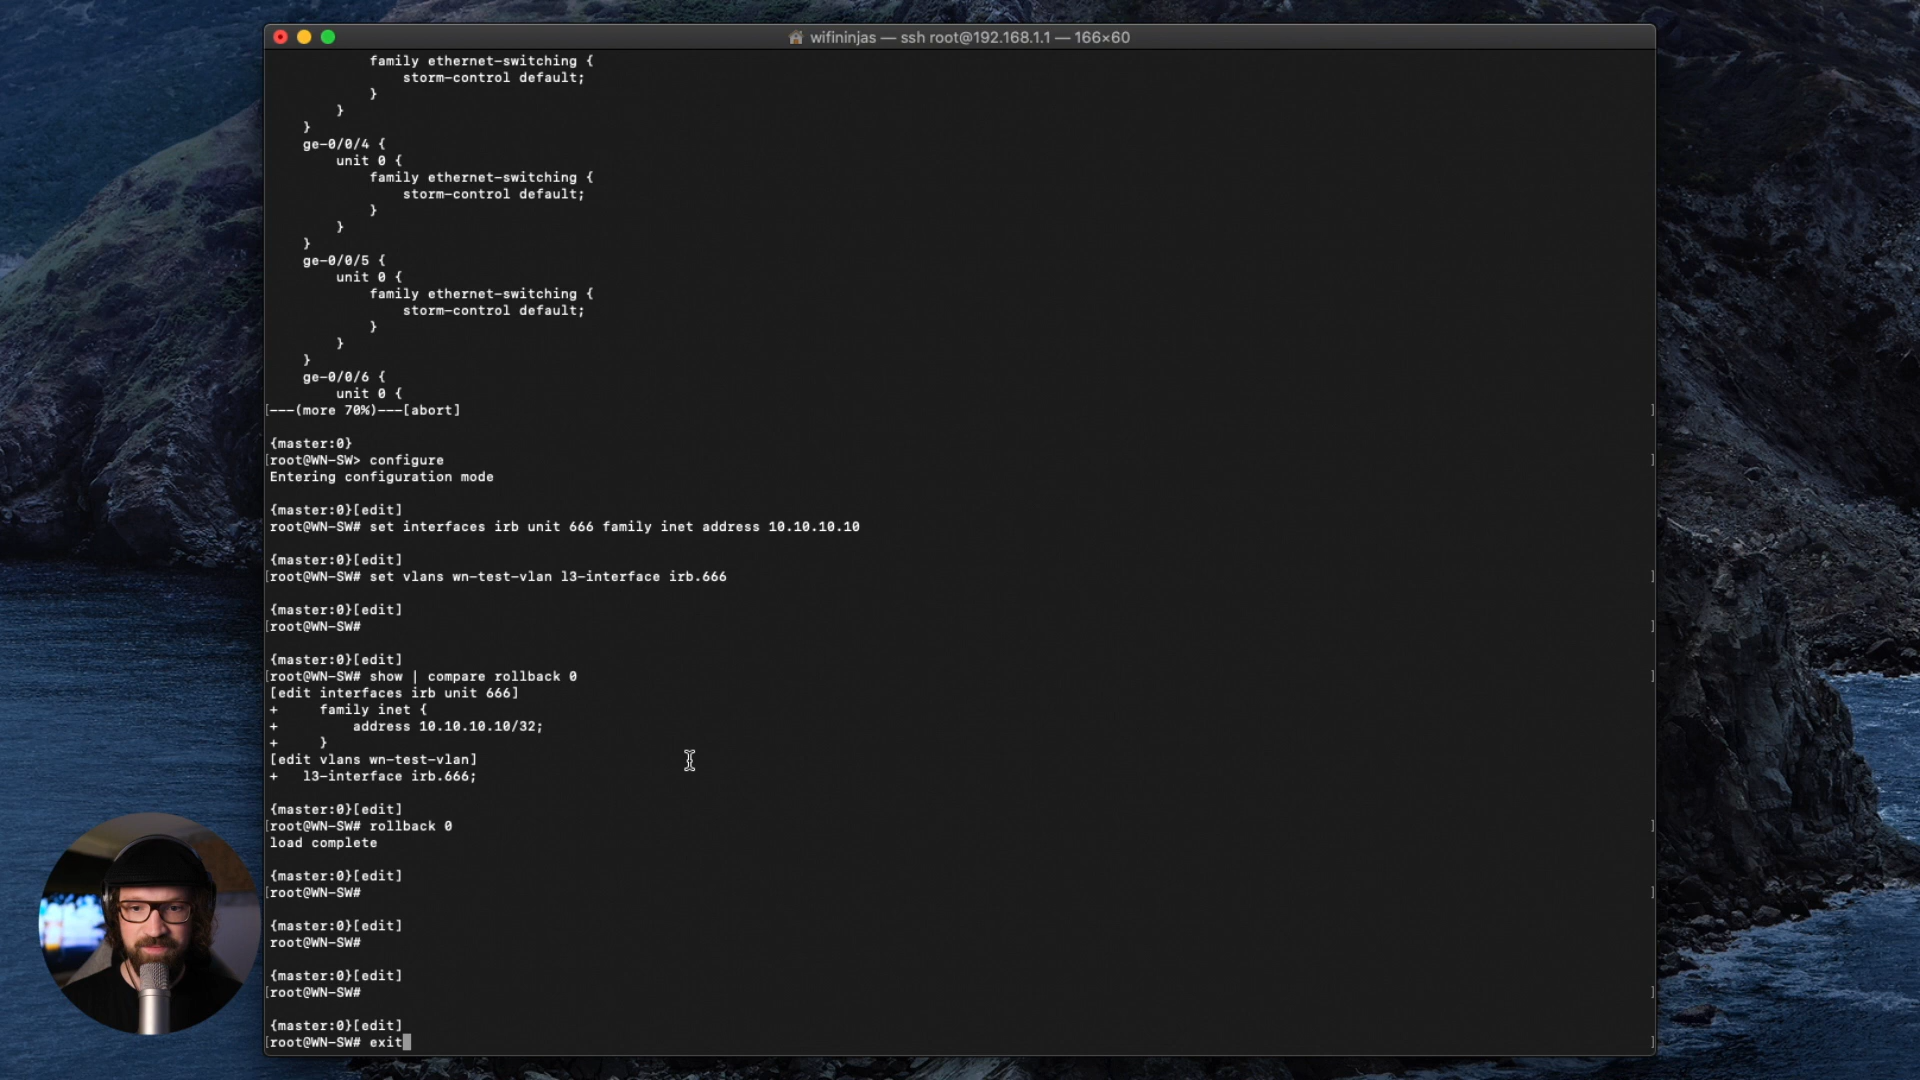 wifininjas — ssh root@192.168.1.1 — 166×60
family ethernet-switching {
storm-control default;
}
}
}
ge-0/0/4 {
unit 0 {
family ethernet-switching {
storm-control default;
}
}
}
ge-0/0/5 {
unit 0 {
family ethernet-switching {
storm-control default;
}
}
}
ge-0/0/6 {
unit 0 {
[---(more 70%)---[abort] ]
{master:0}
[root@WN-SW> configure ]
Entering configuration mode
{master:0}[edit]
root@WN-SW# set interfaces irb unit 666 family inet address 10.10.10.10
{master:0}[edit]
[root@WN-SW# set vlans wn-test-vlan l3-interface irb.666 ]
{master:0}[edit]
[root@WN-SW# ]
{master:0}[edit]
[root@WN-SW# show | compare rollback 0 ]
[edit interfaces irb unit 666]
+ family inet {
+ address 10.10.10.10/32;
+ }
[edit vlans wn-test-vlan]
+ l3-interface irb.666;
{master:0}[edit]
[root@WN-SW# rollback 0 ]
load complete
{master:0}[edit]
[root@WN-SW# ]
{master:0}[edit]
root@WN-SW#
{master:0}[edit]
[root@WN-SW# ]
{master:0}[edit]
[root@WN-SW# exit ]